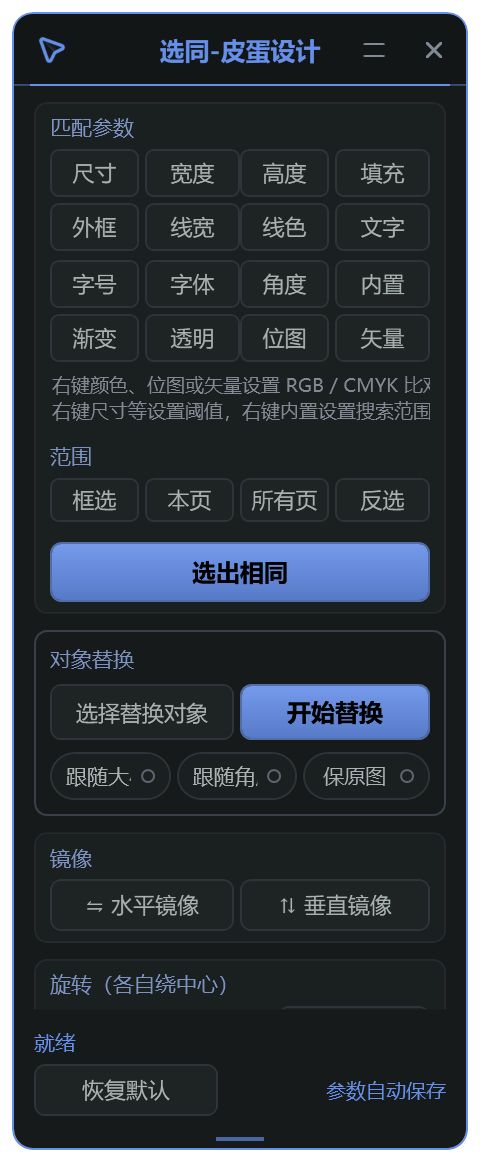 选同-皮蛋设计
匹配参数
尺寸 宽度 高度 填充
外框 线宽 线色 文字
字号 字体 角度 内置
渐变 透明 位图 矢量
右键颜色、位图或矢量设置 RGB / CMYK 比对
右键尺寸等设置阈值，右键内置设置搜索范围
范围
框选 本页 所有页 反选
选出相同
对象替换
选择替换对象 开始替换
跟随大 跟随角 保原图
镜像
⇋ 水平镜像 ⇅ 垂直镜像
旋转（各自绕中心）
就绪
恢复默认 参数自动保存